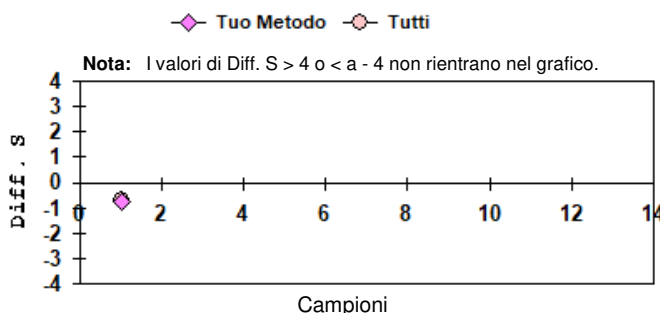 Tuo Metodo Tutti
Nota: I valori di Diff. S > 4 o < a - 4 non rientrano nel grafico.
4
3
2
1
0
-1
-2
-3
-4
Diff. S
0 2 4 6 8 10 12 14
Campioni